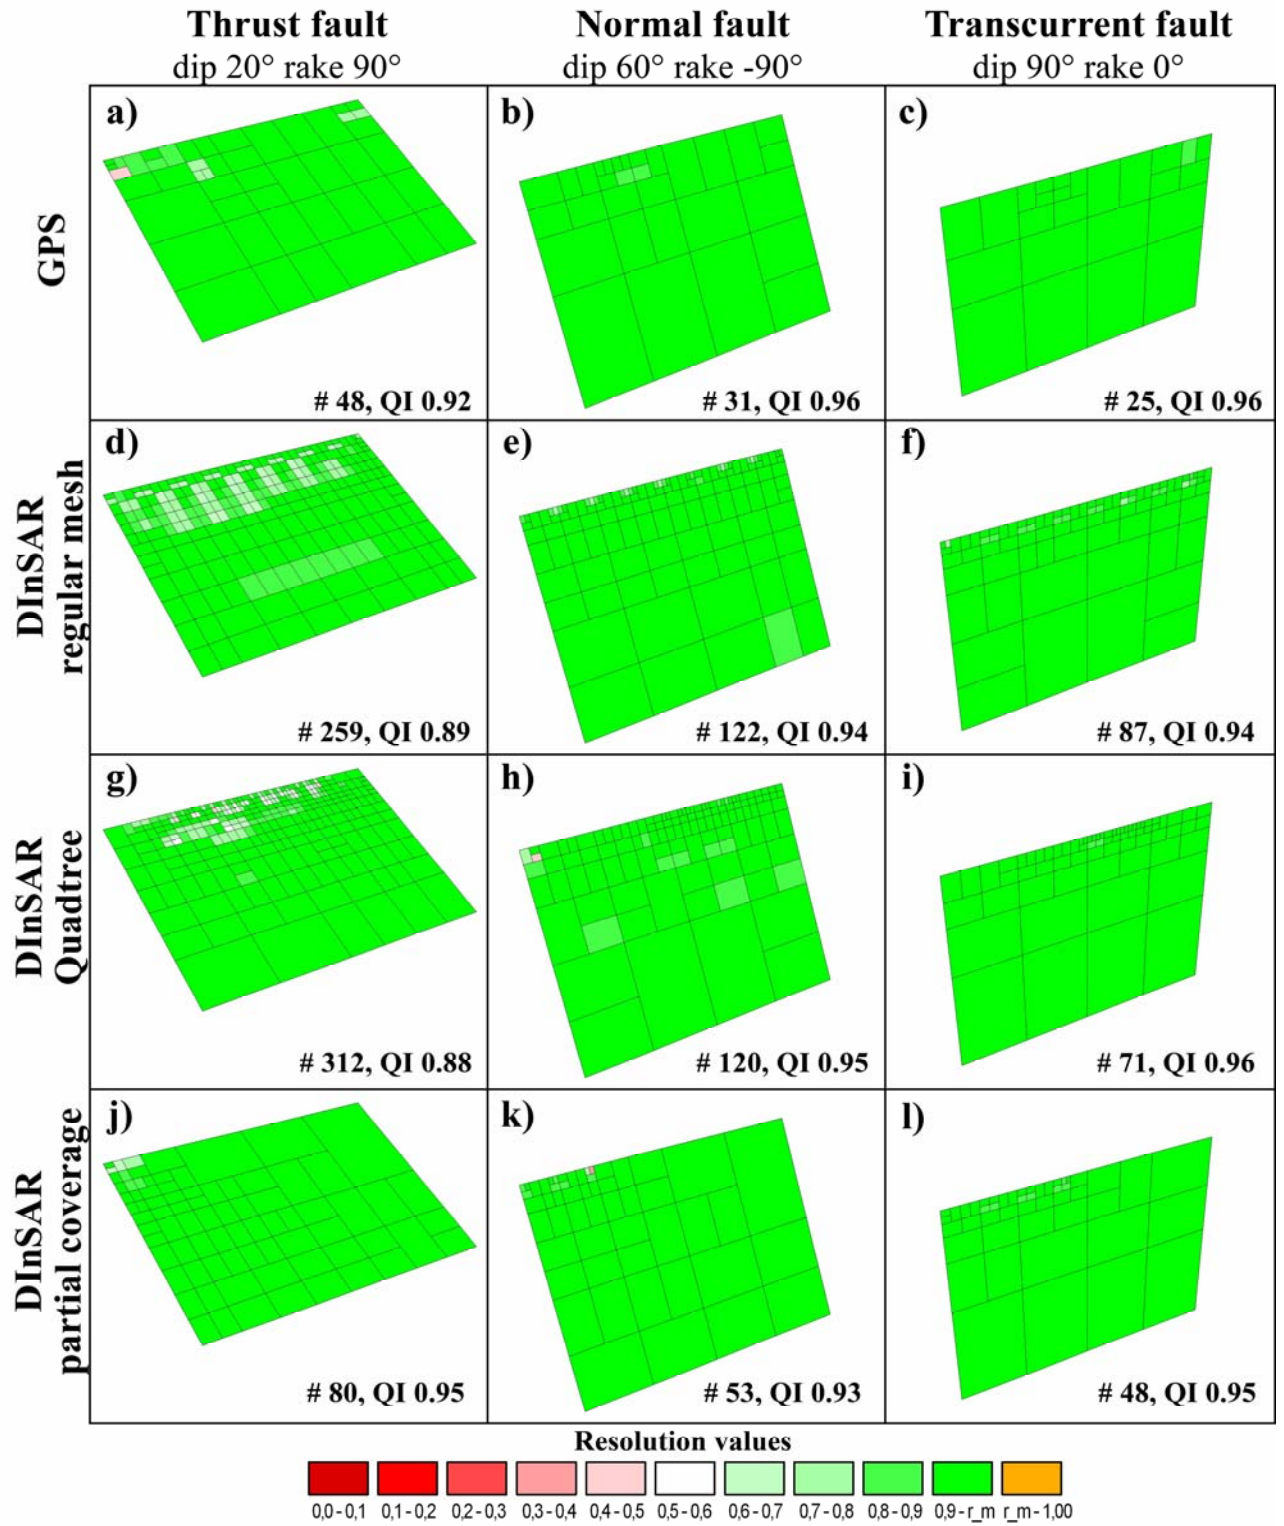 Thrust fault Normal fault Transcurrent fault
dip 20° rake 90° dip 60° rake -90° dip 90° rake 0°
GPS
a) b) c)
# 48, QI 0.92 # 31, QI 0.96 # 25, QI 0.96
DInSAR
regular mesh
d) e) f)
# 259, QI 0.89 # 122, QI 0.94 # 87, QI 0.94
DInSAR
Quadtree
g) h) i)
# 312, QI 0.88 # 120, QI 0.95 # 71, QI 0.96
DInSAR
partial coverage
j) k) l)
# 80, QI 0.95 # 53, QI 0.93 # 48, QI 0.95
Resolution values
0,0 - 0,1 0,1 - 0,2 0,2 - 0,3 0,3 - 0,4 0,4 - 0,5 0,5 - 0,6 0,6 - 0,7 0,7 - 0,8 0,8 - 0,9 0,9 - r_m r_m - 1,00